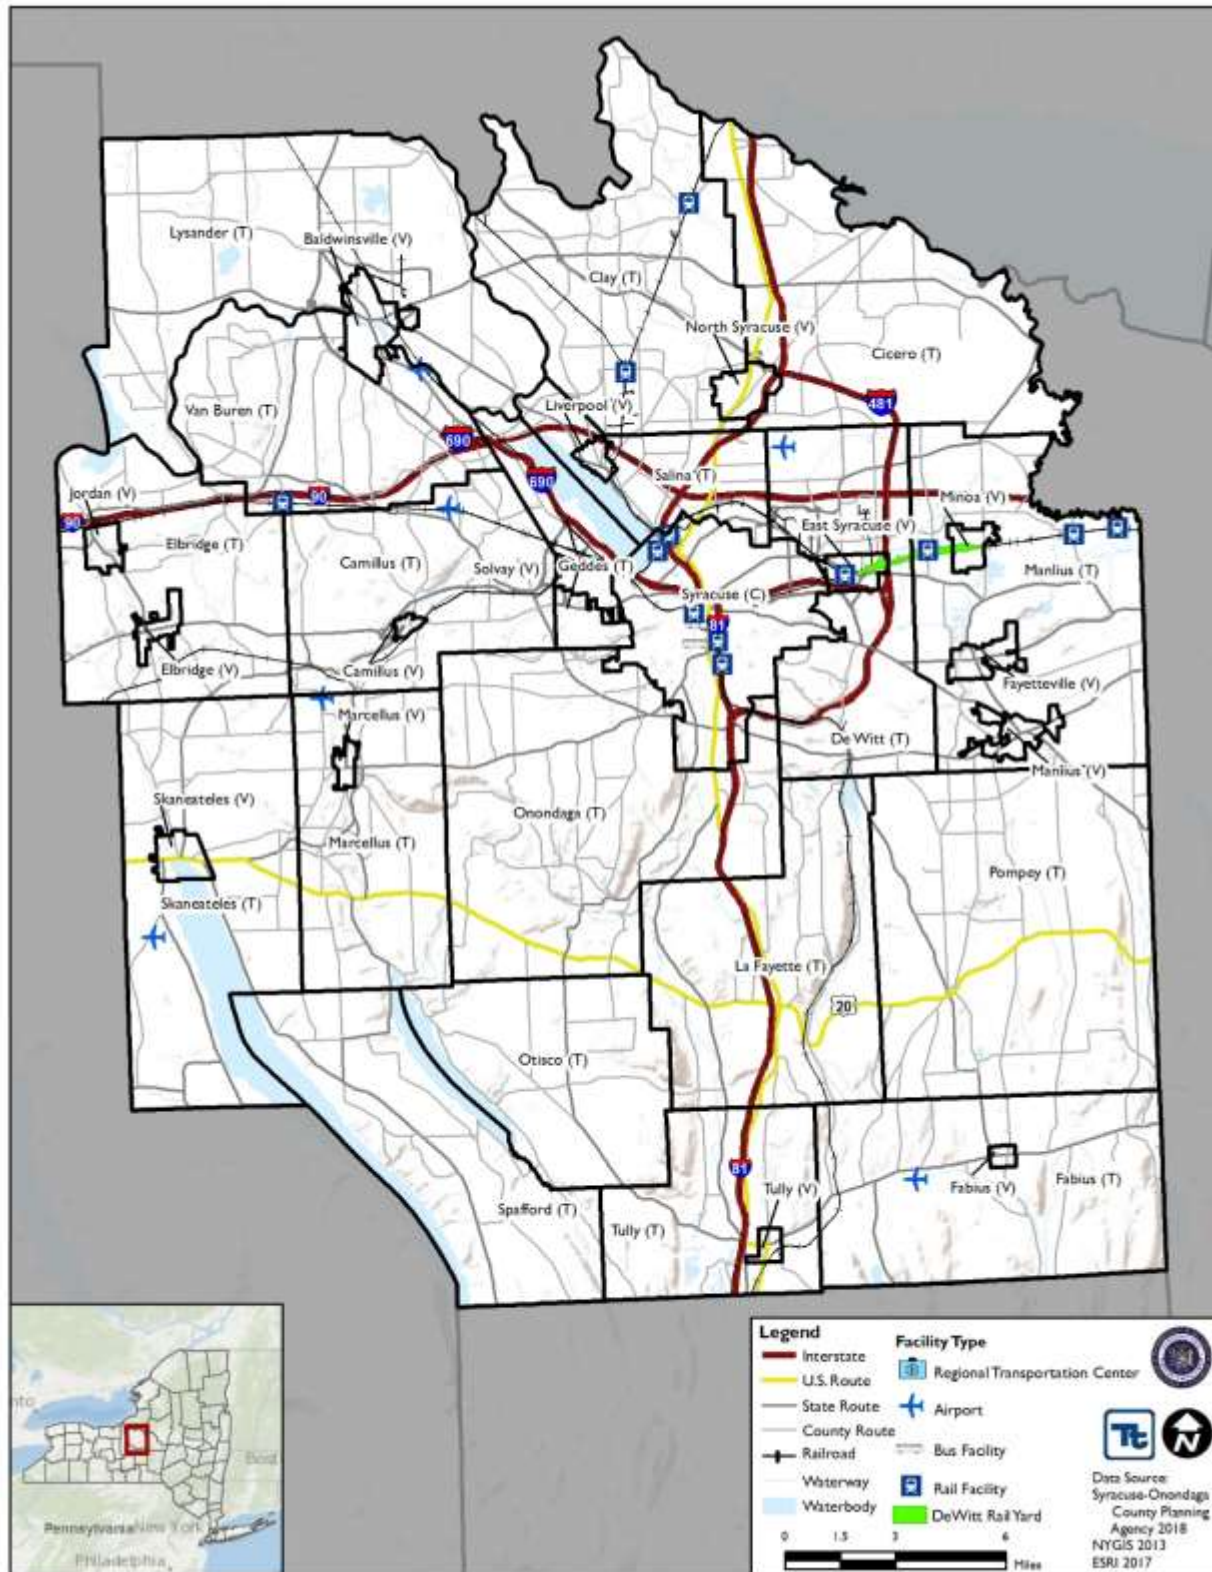 Lysander (T)
Baldwinsville (V)
Clay (T)
North Syracuse (V)
Cicero (T)
Van Buren (T)
Liverpool (V)
481
690
690
Salina (T)
Jordan (V)
90
90
Minoa (V)
East Syracuse (V)
Elbridge (T)
Camillus (T)
Solvay (V)
Geddes (T)
Manlius (T)
Syracuse (C)
81
Elbridge (V)
Camillus (V)
Fayetteville (V)
Marcellus (V)
De Witt (T)
Manlius (V)
Skaneateles (V)
Onondaga (T)
Marcellus (T)
Pompey (T)
Skaneateles (T)
La Fayette (T)
20
Otisco (T)
81
Tully (V)
Fabius (V)
Fabius (T)
Spafford (T)
Tully (T)
Pennsylvania
New York
Philadelphia
Bost
nto
Legend
Interstate
U.S. Route
State Route
County Route
Railroad
Waterway
Waterbody
Facility Type
Regional Transportation Center
Airport
Bus Facility
Rail Facility
DeWitt Rail Yard
Tt
N
Data Source:
Syracuse-Onondaga
County Planning
Agency 2018
NYGIS 2013
ESRI 2017
0 1.5 3 6
Miles